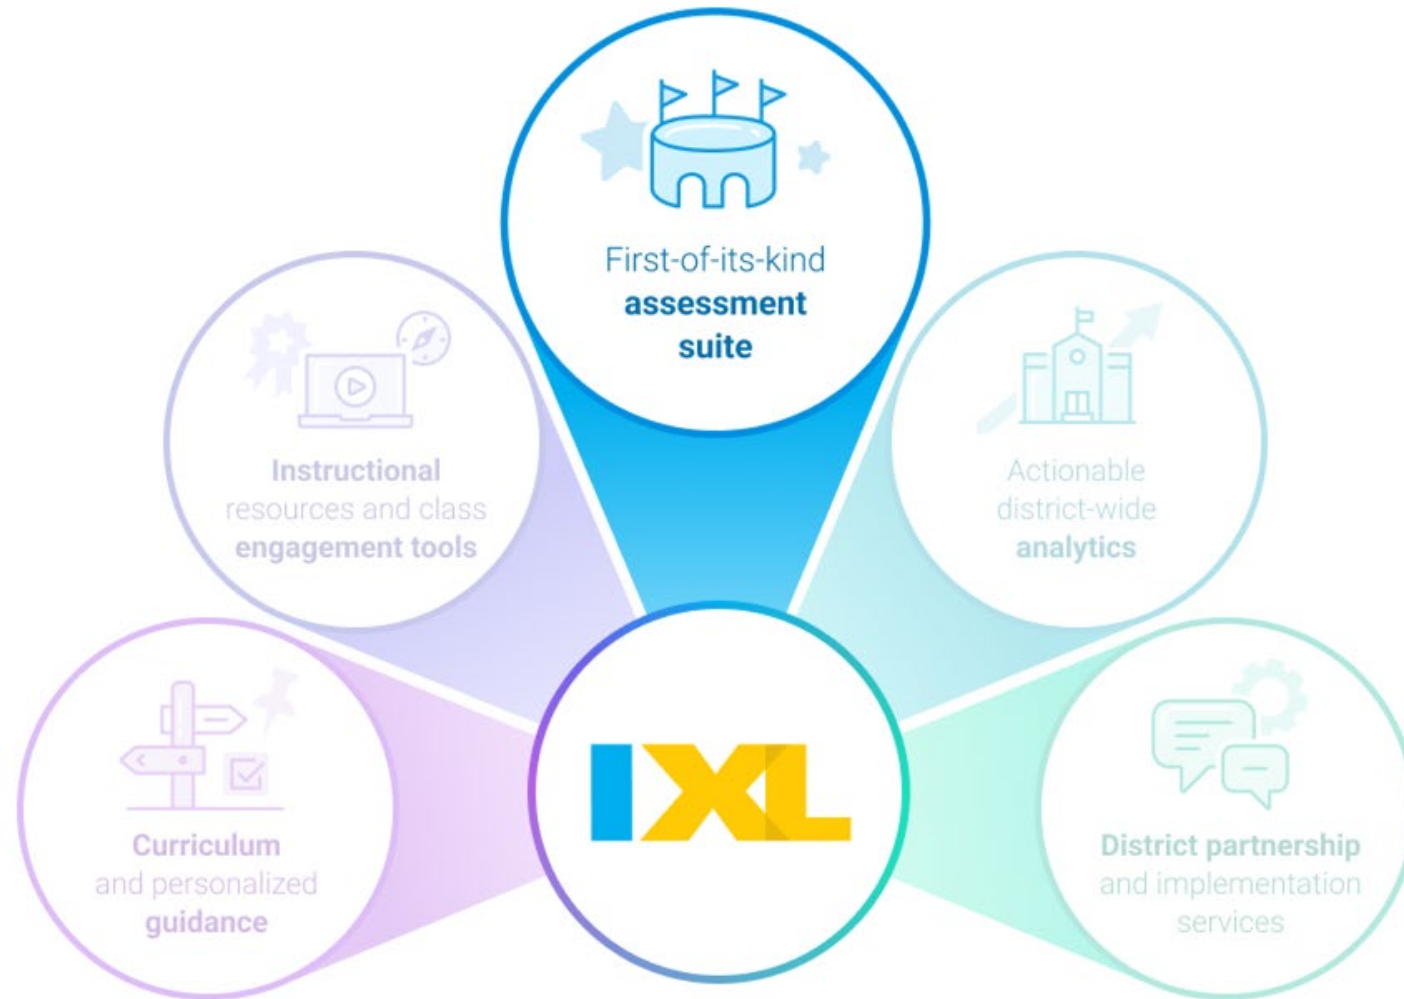 First-of-its-kind
assessment
suite
Instructional
resources and class
engagement tools
Actionable
district-wide
analytics
Curriculum
and personalized
guidance
IXL
District partnership
and implementation
services